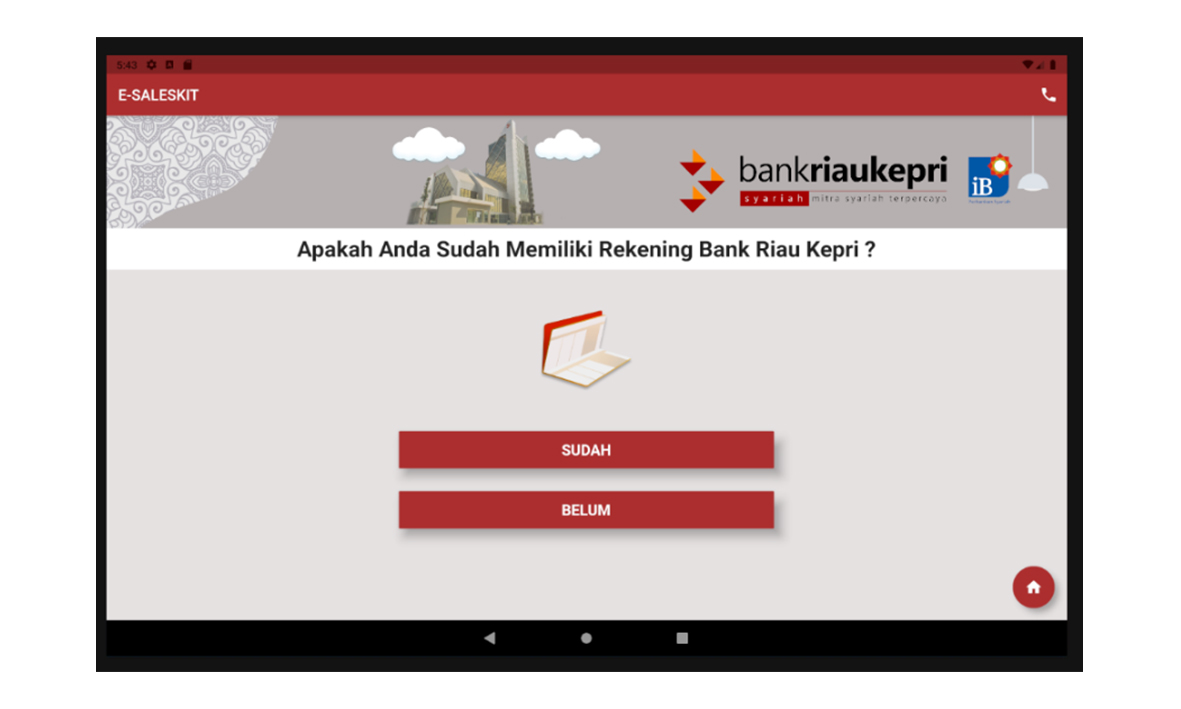 5:43
E-SALESKIT
bankriaukepri
syariah mitra syariah terpercaya
iB
Apakah Anda Sudah Memiliki Rekening Bank Riau Kepri ?
SUDAH
BELUM